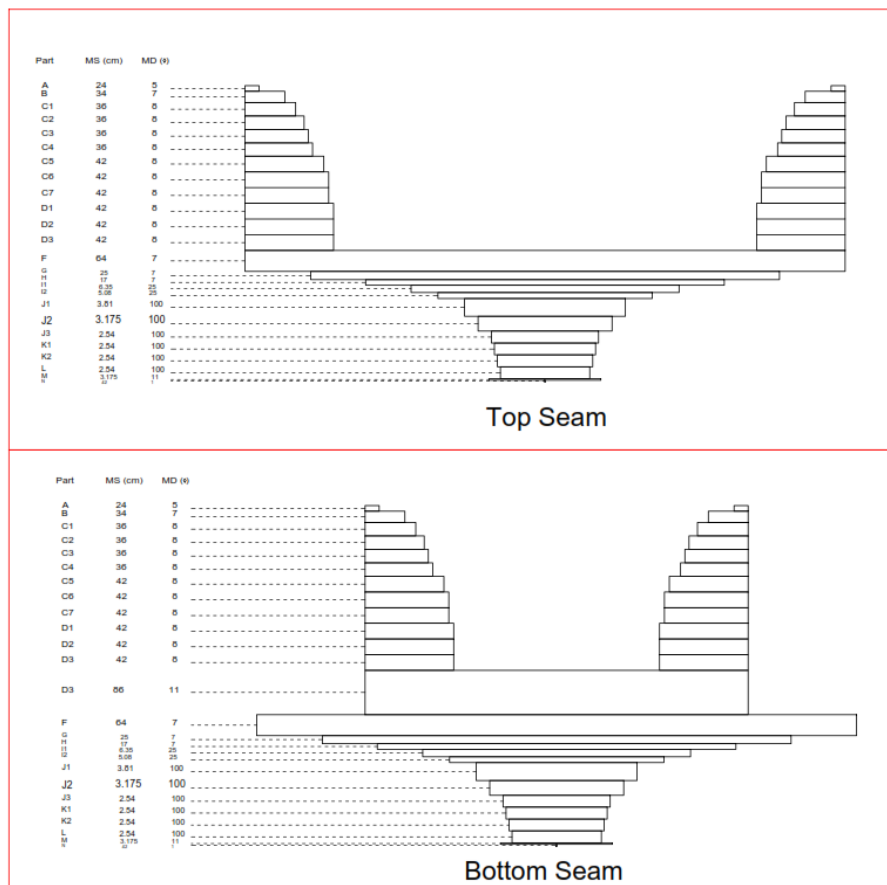 Part MS (cm) MD (Φ)
A 24 5
B 34 7
C1 36 8
C2 36 8
C3 36 8
C4 36 8
C5 42 8
C6 42 8
C7 42 8
D1 42 8
D2 42 8
D3 42 8
F 64 7
G 25 7
H 17 7
I1 6.35 25
I2 5.08 25
J1 3.81 100
J2 3.175 100
J3 2.54 100
K1 2.54 100
K2 2.54 100
L 2.54 100
M 3.175 11
Top Seam
Part MS (cm) MD (Φ)
A 24 5
B 34 7
C1 36 8
C2 36 8
C3 36 8
C4 36 8
C5 42 8
C6 42 8
C7 42 8
D1 42 8
D2 42 8
D3 42 8
D3 86 11
F 64 7
G 25 7
H 17 7
I1 6.35 25
I2 5.08 25
J1 3.81 100
J2 3.175 100
J3 2.54 100
K1 2.54 100
K2 2.54 100
L 2.54 100
M 3.175 11
Bottom Seam